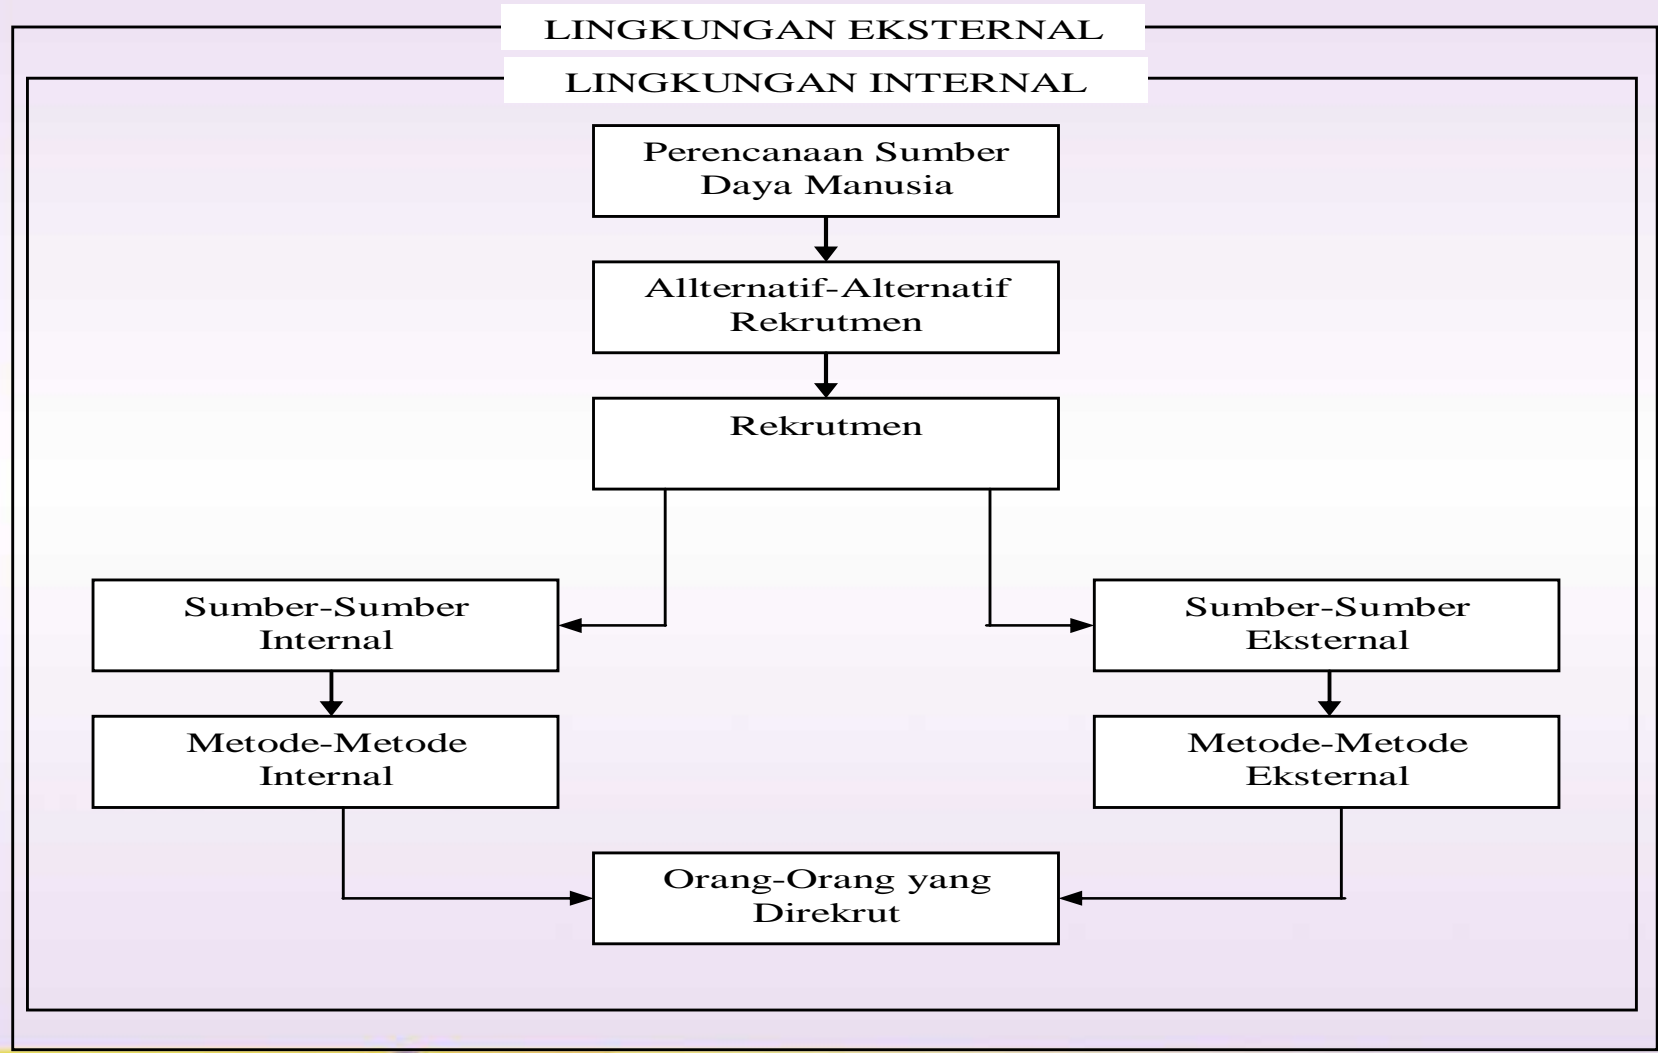 LINGKUNGAN EKSTERNAL
LINGKUNGAN INTERNAL
Perencanaan Sumber
Daya Manusia
Allternatif-Alternatif
Rekrutmen
Rekrutmen
Sumber-Sumber
Internal
Sumber-Sumber
Eksternal
Metode-Metode
Internal
Metode-Metode
Eksternal
Orang-Orang yang
Direkrut